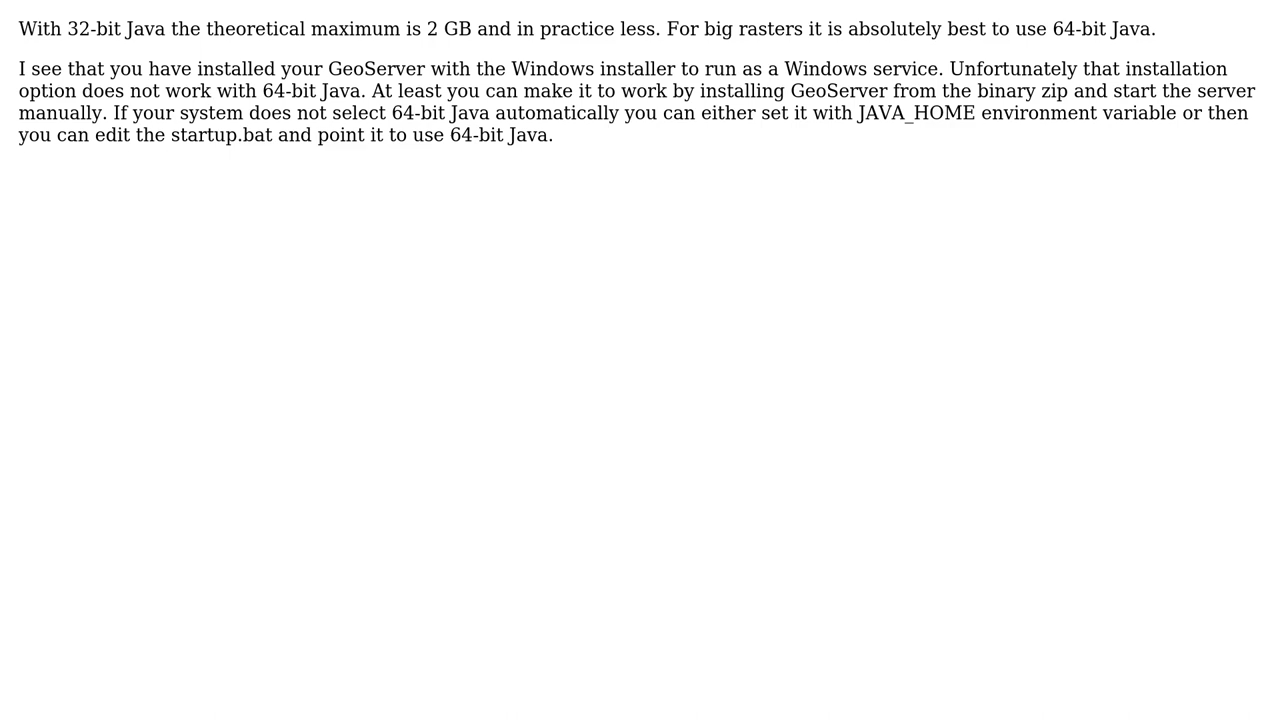 With 32-bit Java the theoretical maximum is 2 GB and in practice less. For big rasters it is absolutely best to use 64-bit Java.
I see that you have installed your GeoServer with the Windows installer to run as a Windows service. Unfortunately that installation
option does not work with 64-bit Java. At least you can make it to work by installing GeoServer from the binary zip and start the server
manually. If your system does not select 64-bit Java automatically you can either set it with JAVA_HOME environment variable or then
you can edit the startup.bat and point it to use 64-bit Java.